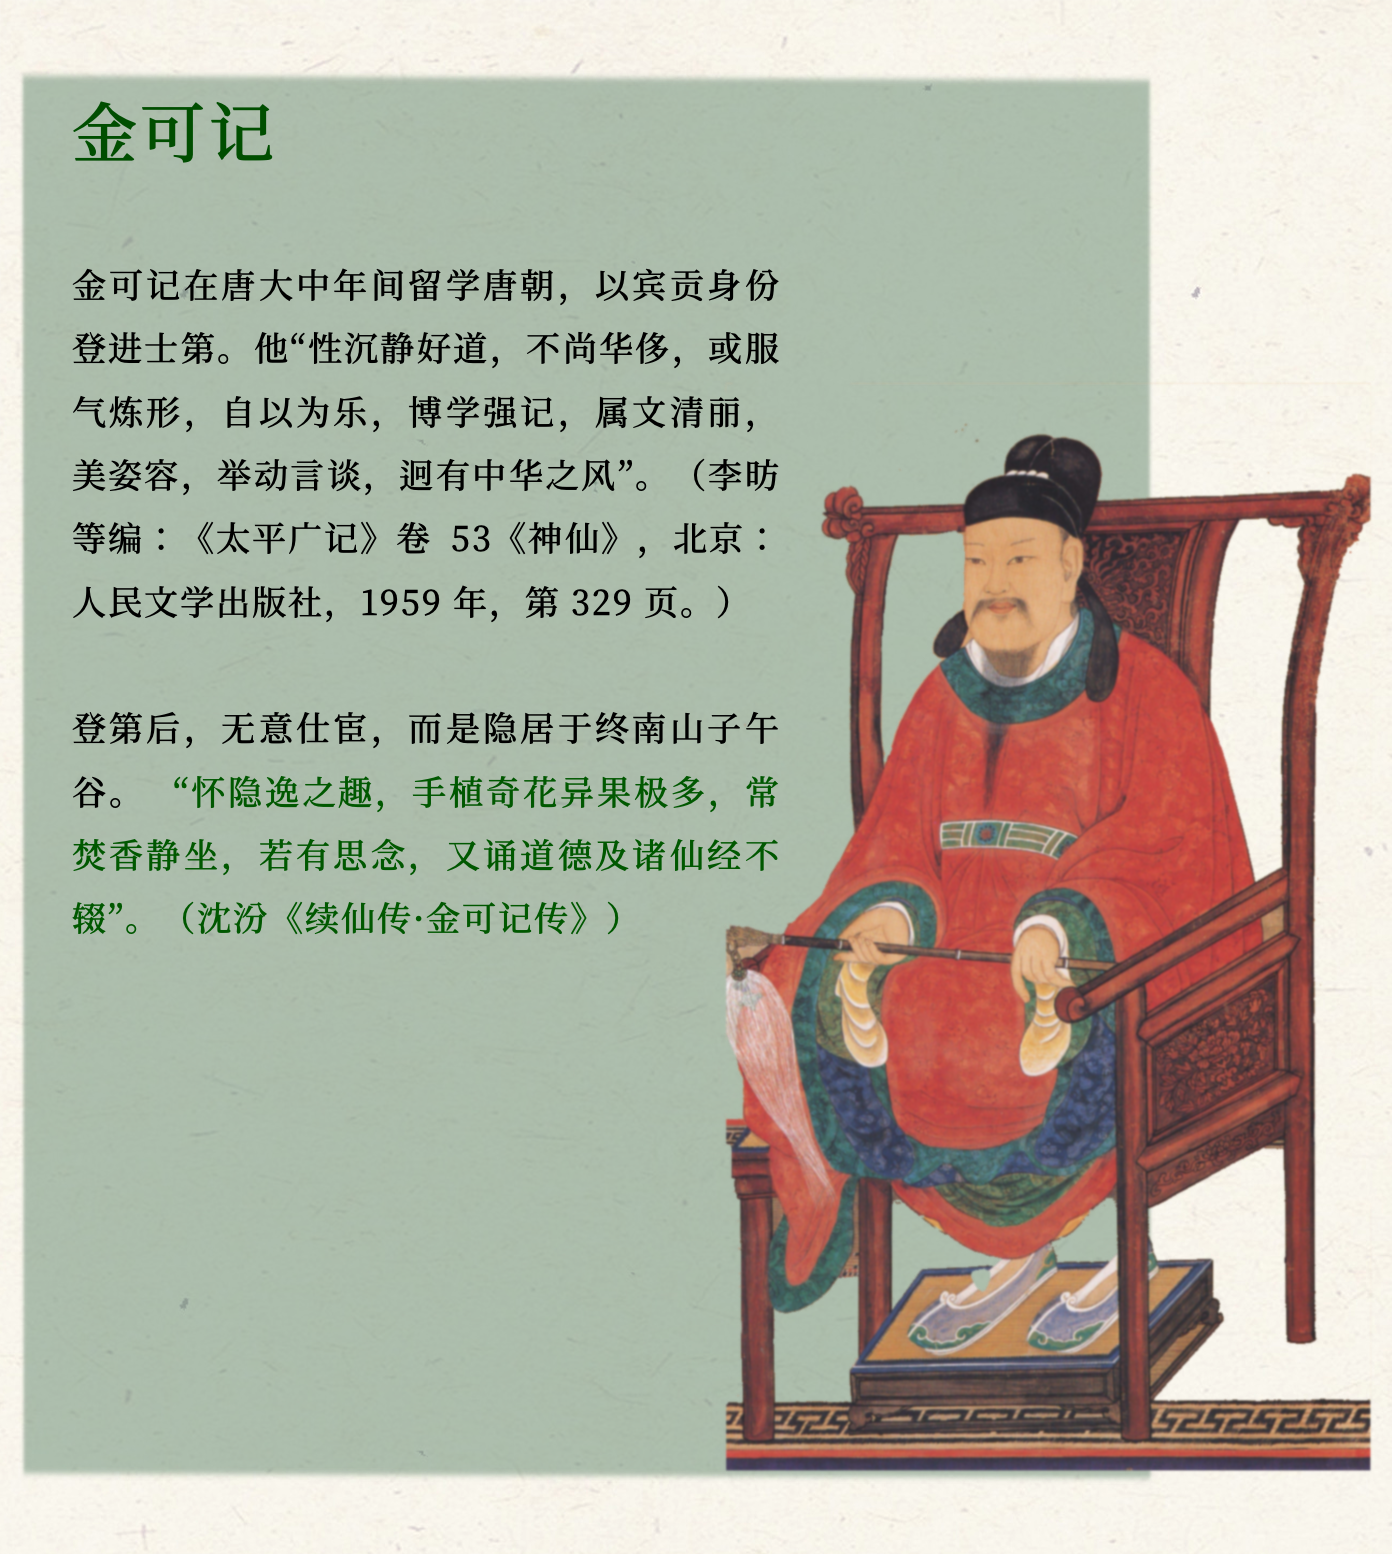 金可记
金可记在唐大中年间留学唐朝，以宾贡身份
登进士第。他“性沉静好道，不尚华侈，或服
气炼形，自以为乐，博学强记，属文清丽，
美姿容，举动言谈，迥有中华之风”。（李昉
等编：《太平广记》卷 53《神仙》，北京：
人民文学出版社，1959 年，第 329 页。）
登第后，无意仕宦，而是隐居于终南山子午
谷。 “怀隐逸之趣，手植奇花异果极多，常
焚香静坐，若有思念，又诵道德及诸仙经不
辍”。（沈汾《续仙传·金可记传》）